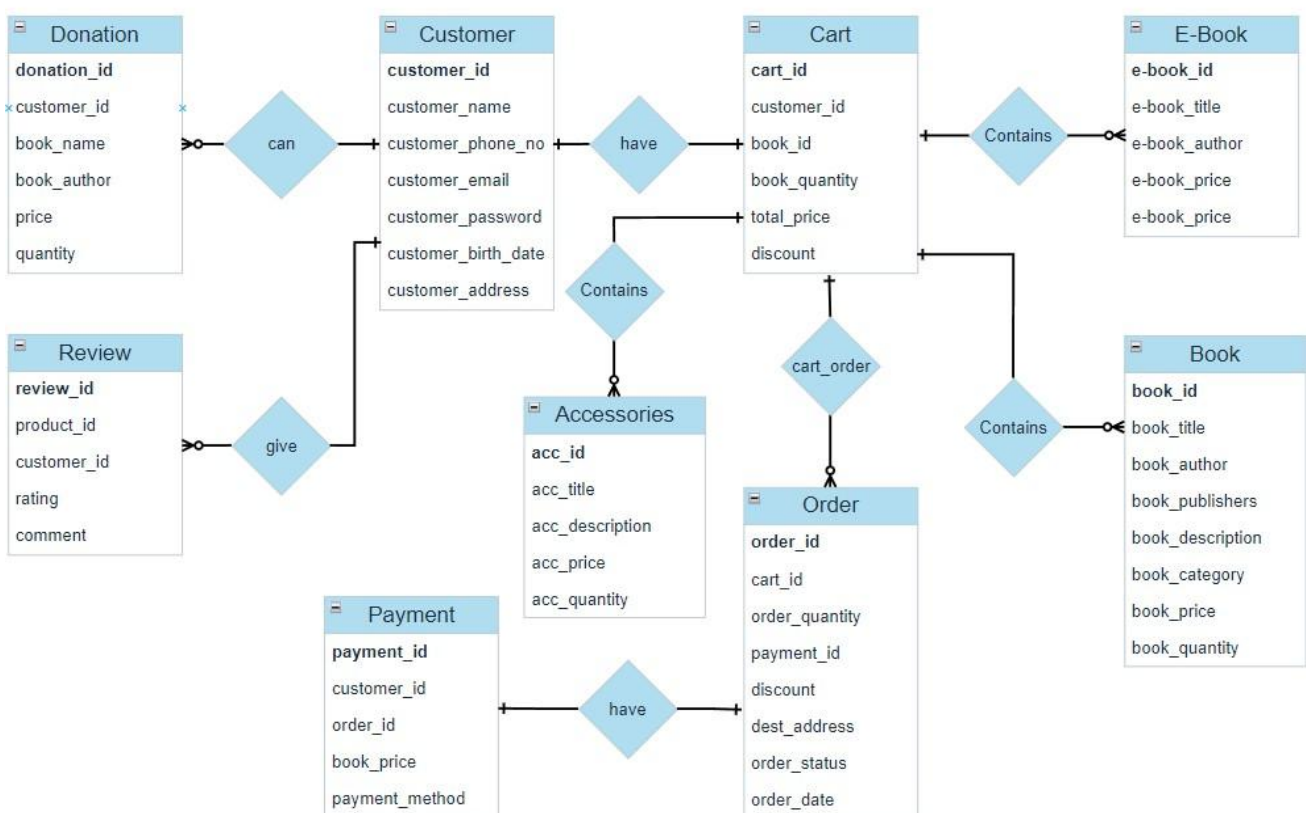 Donation
donation_id
customer_id
book_name
book_author
price
quantity
can
Customer
customer_id
customer_name
customer_phone_no
customer_email
customer_password
customer_birth_date
customer_address
have
Cart
cart_id
customer_id
book_id
book_quantity
total_price
discount
Contains
E-Book
e-book_id
e-book_title
e-book_author
e-book_price
e-book_price
Review
review_id
product_id
customer_id
rating
comment
give
Contains
Accessories
acc_id
acc_title
acc_description
acc_price
acc_quantity
cart_order
Contains
Book
book_id
book_title
book_author
book_publishers
book_description
book_category
book_price
book_quantity
Payment
payment_id
customer_id
order_id
book_price
payment_method
have
Order
order_id
cart_id
order_quantity
payment_id
discount
dest_address
order_status
order_date